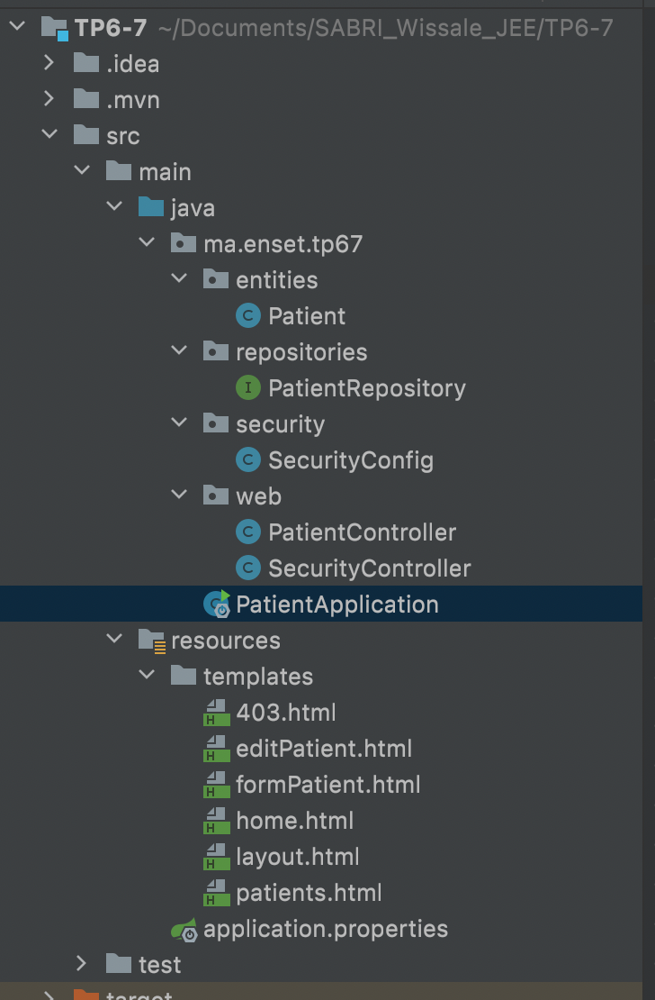 TP6-7 ~/Documents/SABRI_Wissale_JEE/TP6-7
.idea
.mvn
src
main
java
ma.enset.tp67
entities
C Patient
repositories
I PatientRepository
security
C SecurityConfig
web
C PatientController
C SecurityController
C PatientApplication
resources
templates
H 403.html
H editPatient.html
H formPatient.html
H home.html
H layout.html
H patients.html
application.properties
test
target